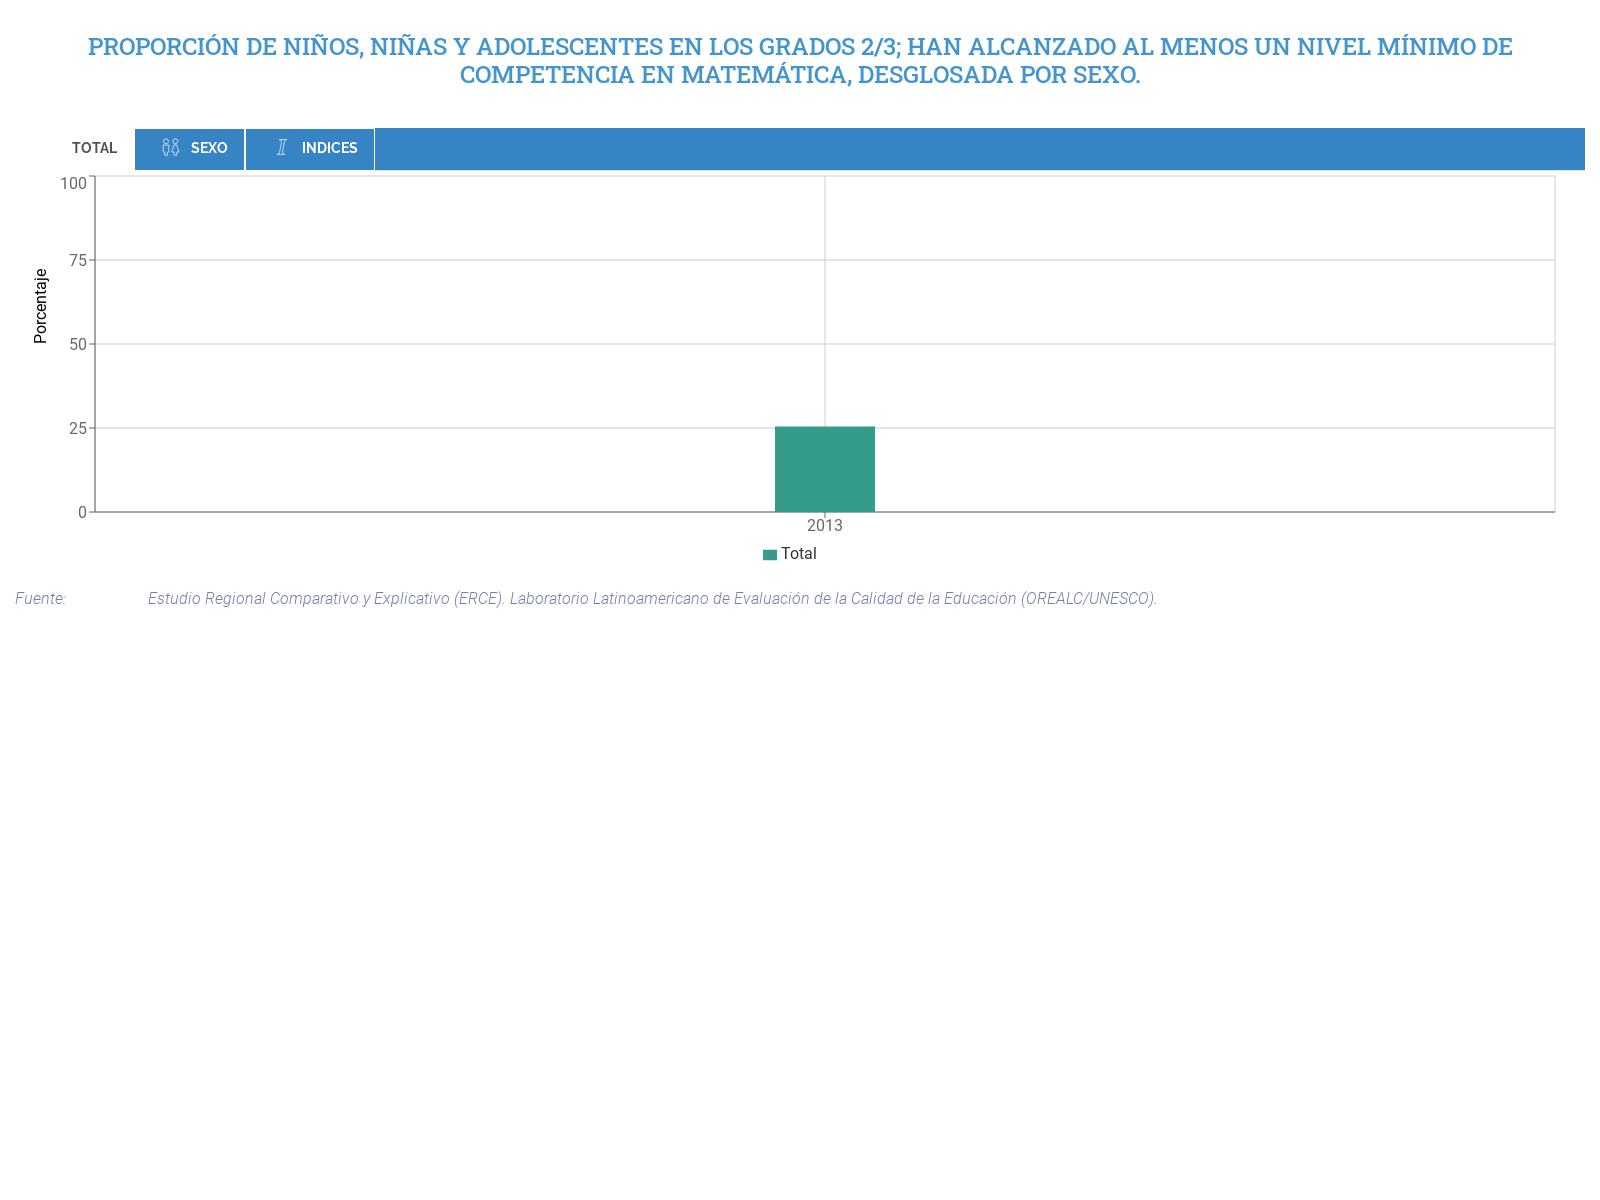 PROPORCIÓN DE NIÑOS, NIÑAS Y ADOLESCENTES EN LOS GRADOS 2/3; HAN ALCANZADO AL MENOS UN NIVEL MÍNIMO DE
COMPETENCIA EN MATEMÁTICA, DESGLOSADA POR SEXO.
TOTAL SEXO INDICES
100
75
50
25
0
Porcentaje
2013
Total
Fuente: Estudio Regional Comparativo y Explicativo (ERCE). Laboratorio Latinoamericano de Evaluación de la Calidad de la Educación (OREALC/UNESCO).